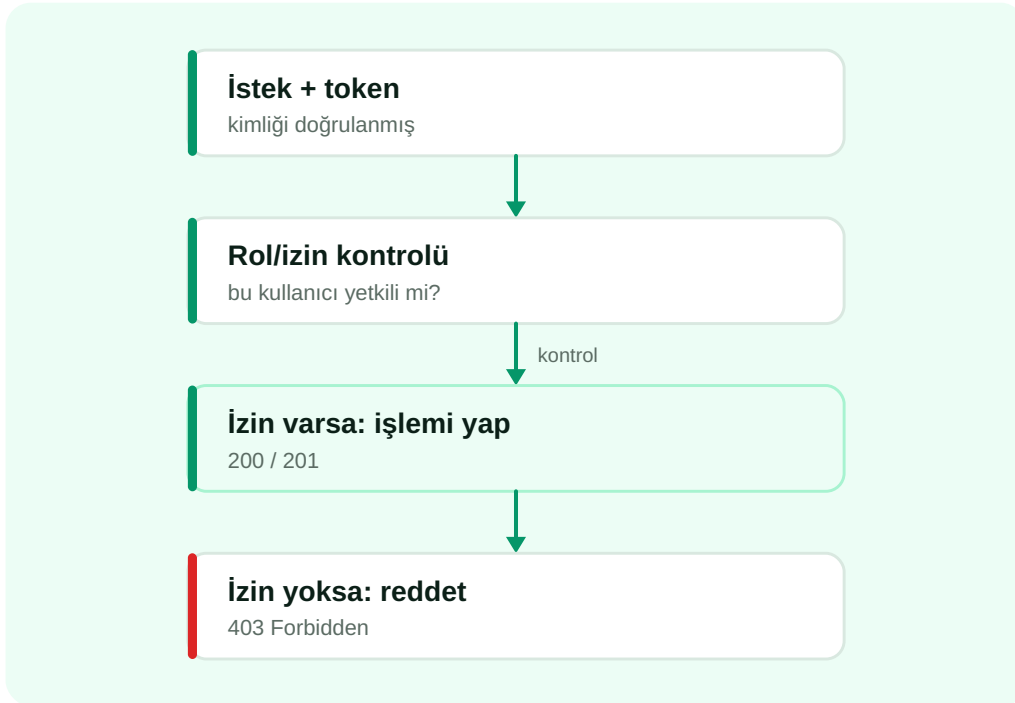 İstek + token
kimliği doğrulanmış
Rol/izin kontrolü
bu kullanıcı yetkili mi?
kontrol
İzin varsa: işlemi yap
200 / 201
İzin yoksa: reddet
403 Forbidden